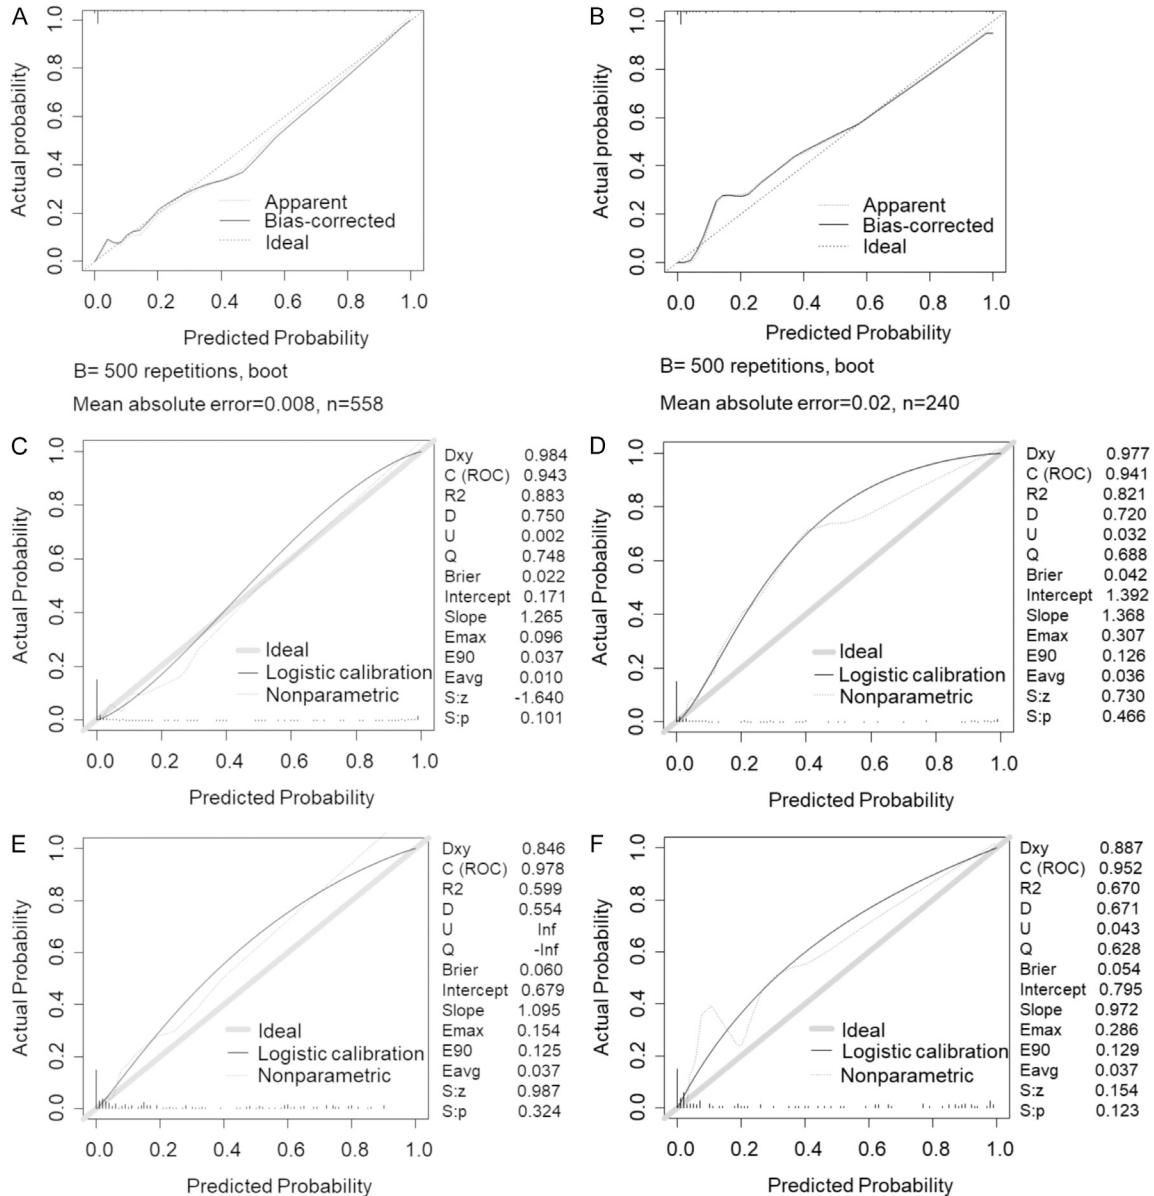 A
Actual probability
1.0
0.8
0.6
0.4
0.2
0.0
Apparent
Bias-corrected
Ideal
0.0 0.2 0.4 0.6 0.8 1.0
Predicted Probability
B= 500 repetitions, boot
Mean absolute error=0.008, n=558
B
Actual probability
1.0
0.8
0.6
0.4
0.2
0.0
Apparent
Bias-corrected
Ideal
0.0 0.2 0.4 0.6 0.8 1.0
Predicted Probability
B= 500 repetitions, boot
Mean absolute error=0.02, n=240
C
Actual Probability
1.0
0.8
0.6
0.4
0.2
0.0
Ideal
Logistic calibration
Nonparametric
0.0 0.2 0.4 0.6 0.8 1.0
Predicted Probability
Dxy 0.984
C (ROC) 0.943
R2 0.883
D 0.750
U 0.002
Q 0.748
Brier 0.022
Intercept 0.171
Slope 1.265
Emax 0.096
E90 0.037
Eavg 0.010
S:z -1.640
S:p 0.101
D
Actual Probability
1.0
0.8
0.6
0.4
0.2
0.0
Ideal
Logistic calibration
Nonparametric
0.0 0.2 0.4 0.6 0.8 1.0
Predicted Probability
Dxy 0.977
C (ROC) 0.941
R2 0.821
D 0.720
U 0.032
Q 0.688
Brier 0.042
Intercept 1.392
Slope 1.368
Emax 0.307
E90 0.126
Eavg 0.036
S:z 0.730
S:p 0.466
E
Actual Probability
1.0
0.8
0.6
0.4
0.2
0.0
Ideal
Logistic calibration
Nonparametric
0.0 0.2 0.4 0.6 0.8 1.0
Predicted Probability
Dxy 0.846
C (ROC) 0.978
R2 0.599
D 0.554
U Inf
Q -Inf
Brier 0.060
Intercept 0.679
Slope 1.095
Emax 0.154
E90 0.125
Eavg 0.037
S:z 0.987
S:p 0.324
F
Actual Probability
1.0
0.8
0.6
0.4
0.2
0.0
Ideal
Logistic calibration
Nonparametric
0.0 0.2 0.4 0.6 0.8 1.0
Predicted Probability
Dxy 0.887
C (ROC) 0.952
R2 0.670
D 0.671
U 0.043
Q 0.628
Brier 0.054
Intercept 0.795
Slope 0.972
Emax 0.286
E90 0.129
Eavg 0.037
S:z 0.154
S:p 0.123